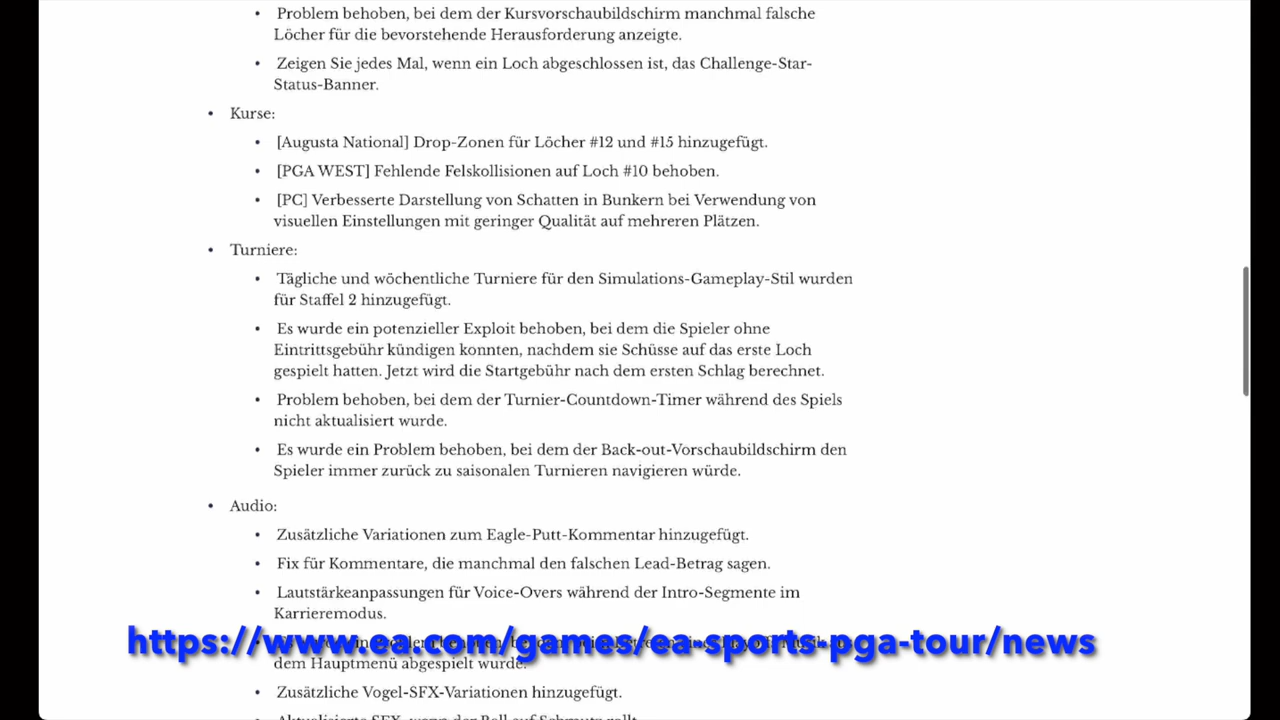 • Problem behoben, bei dem der Kursvorschaubildschirm manchmal falsche
Löcher für die bevorstehende Herausforderung anzeigte.
• Zeigen Sie jedes Mal, wenn ein Loch abgeschlossen ist, das Challenge-Star-
Status-Banner.
• Kurse:
• [Augusta National] Drop-Zonen für Löcher #12 und #15 hinzugefügt.
• [PGA WEST] Fehlende Felskollisionen auf Loch #10 behoben.
• [PC] Verbesserte Darstellung von Schatten in Bunkern bei Verwendung von
visuellen Einstellungen mit geringer Qualität auf mehreren Plätzen.
• Turniere:
• Tägliche und wöchentliche Turniere für den Simulations-Gameplay-Stil wurden
für Staffel 2 hinzugefügt.
• Es wurde ein potenzieller Exploit behoben, bei dem die Spieler ohne
Eintrittsgebühr kündigen konnten, nachdem sie Schüsse auf das erste Loch
gespielt hatten. Jetzt wird die Startgebühr nach dem ersten Schlag berechnet.
• Problem behoben, bei dem der Turnier-Countdown-Timer während des Spiels
nicht aktualisiert wurde.
• Es wurde ein Problem behoben, bei dem der Back-out-Vorschaubildschirm den
Spieler immer zurück zu saisonalen Turnieren navigieren würde.
• Audio:
• Zusätzliche Variationen zum Eagle-Putt-Kommentar hinzugefügt.
• Fix für Kommentare, die manchmal den falschen Lead-Betrag sagen.
• Lautstärkeanpassungen für Voice-Overs während der Intro-Segmente im
Karrieremodus.
https://www.ea.com/games/ea-sports-pga-tour/news
dem Hauptmenü abgespielt wurde.
• Zusätzliche Vogel-SFX-Variationen hinzugefügt.
• Aktualisierte SFX, wenn der Ball auf Schmutz rollt.